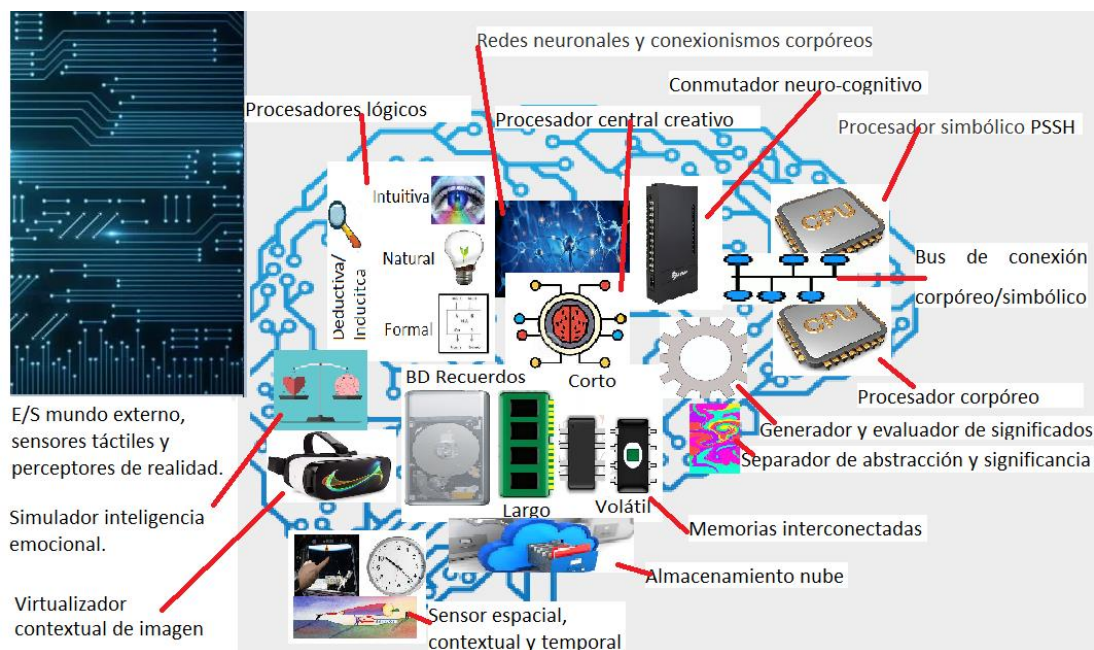 Redes neuronales y conexionismos corpóreos
Conmutador neuro-cognitivo
Procesadores lógicos
Procesador central creativo
Procesador simbólico PSSH
Intuitiva
Natural
Formal
Deductiva/
Inducitca
CPU
Bus de conexión
corpóreo/simbólico
CPU
BD Recuerdos
Corto
Procesador corpóreo
E/S mundo externo,
sensores táctiles y
perceptores de realidad.
Generador y evaluador de significados
Separador de abstracción y significancia
Largo
Volátil
Simulador inteligencia
emocional.
Memorias interconectadas
Almacenamiento nube
Virtualizador
contextual de imagen
Sensor espacial,
contextual y temporal